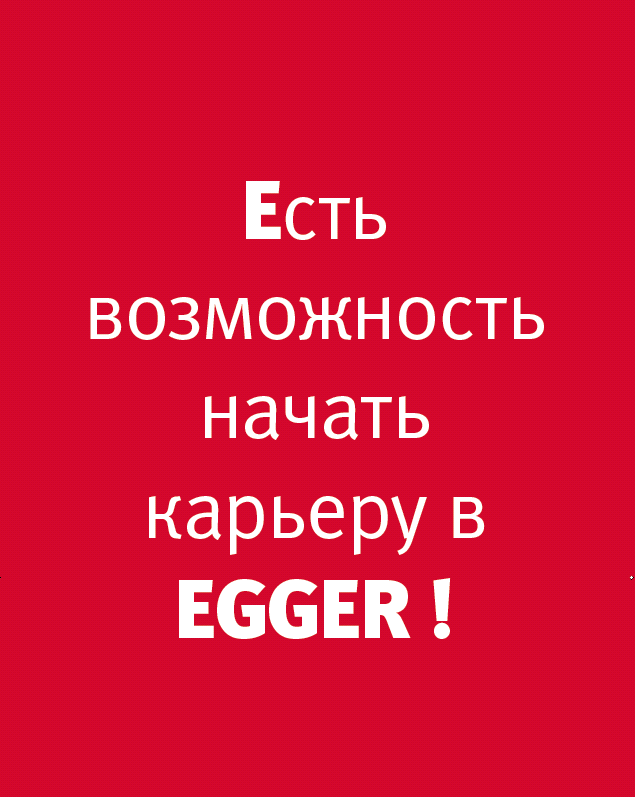 Есть
возможность
начать
карьеру в
EGGER !